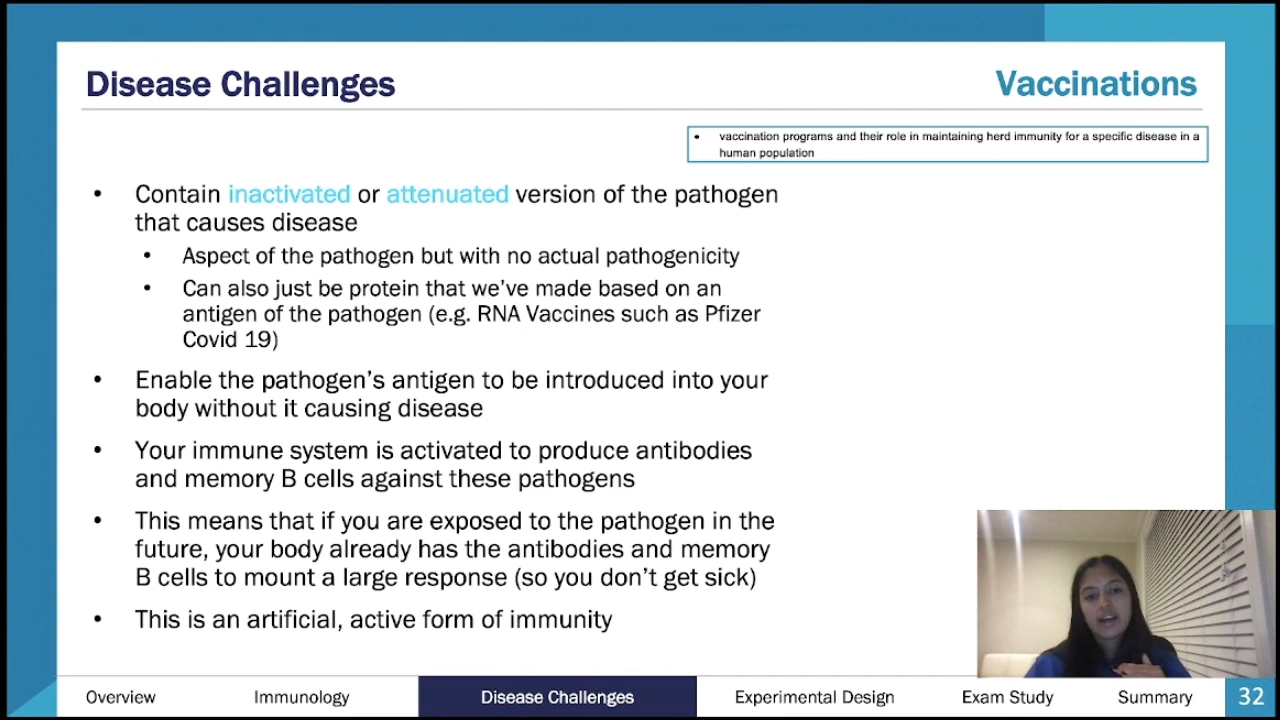 Disease Challenges
Vaccinations
• vaccination programs and their role in maintaining herd immunity for a specific disease in a
human population
• Contain inactivated or attenuated version of the pathogen
that causes disease
• Aspect of the pathogen but with no actual pathogenicity
• Can also just be protein that we’ve made based on an
antigen of the pathogen (e.g. RNA Vaccines such as Pfizer
Covid 19)
• Enable the pathogen’s antigen to be introduced into your
body without it causing disease
• Your immune system is activated to produce antibodies
and memory B cells against these pathogens
• This means that if you are exposed to the pathogen in the
future, your body already has the antibodies and memory
B cells to mount a large response (so you don’t get sick)
• This is an artificial, active form of immunity
Overview Immunology Disease Challenges Experimental Design Exam Study Summary 32